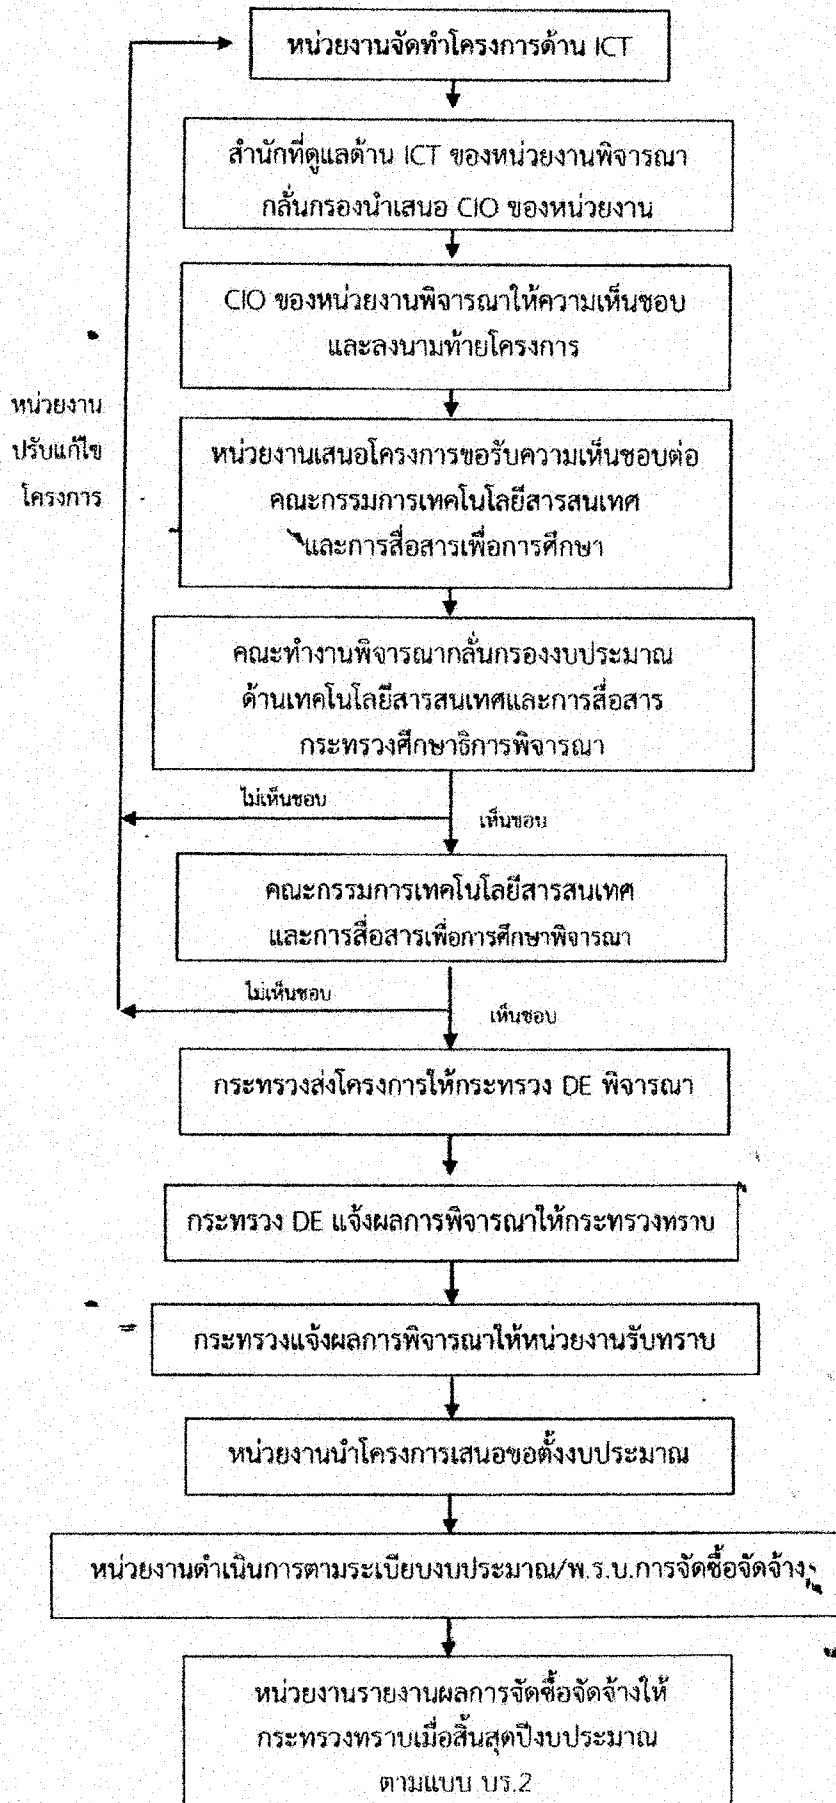 หน่วยงานจัดทำโครงการด้าน ICT
สำนักที่ดูแลด้าน ICT ของหน่วยงานพิจารณา
กลั่นกรองนำเสนอ CIO ของหน่วยงาน
CIO ของหน่วยงานพิจารณาให้ความเห็นชอบ
และลงนามท้ายโครงการ
หน่วยงาน
ปรับแก้ไข
โครงการ
หน่วยงานเสนอโครงการขอรับความเห็นชอบต่อ
คณะกรรมการเทคโนโลยีสารสนเทศ
และการสื่อสารเพื่อการศึกษา
คณะทำงานพิจารณากลั่นกรองงบประมาณ
ด้านเทคโนโลยีสารสนเทศและการสื่อสาร
กระทรวงศึกษาธิการพิจารณา
ไม่เห็นชอบ
เห็นชอบ
คณะกรรมการเทคโนโลยีสารสนเทศ
และการสื่อสารเพื่อการศึกษาพิจารณา
ไม่เห็นชอบ
เห็นชอบ
กระทรวงส่งโครงการให้กระทรวง DE พิจารณา
กระทรวง DE แจ้งผลการพิจารณาให้กระทรวงทราบ
กระทรวงแจ้งผลการพิจารณาให้หน่วยงานรับทราบ
หน่วยงานนำโครงการเสนอขอตั้งงบประมาณ
หน่วยงานดำเนินการตามระเบียบงบประมาณ/พ.ร.บ.การจัดซื้อจัดจ้างฯ
หน่วยงานรายงานผลการจัดซื้อจัดจ้างให้
กระทรวงทราบเมื่อสิ้นสุดปีงบประมาณ
ตามแบบ บร.2